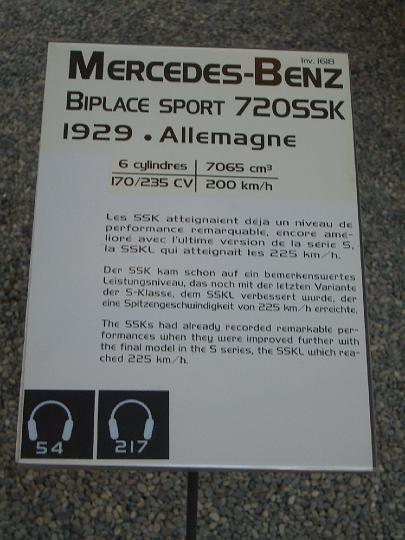 Inv. 1618
MERCEDES-BENZ
BIPLACE SPORT 720SSK
1929 • Allemagne
6 cylindres 7065 cm³
170/235 CV 200 km/h
Les SSK atteignaient déjà un niveau de
performance remarquable, encore amé-
lioré avec l'ultime version de la série S,
la SSKL qui atteignait les 225 km/h.
Der SSK kam schon auf ein bemerkenswertes
Leistungsniveau, das noch mit der letzten Variante
der S-Klasse, dem SSKL verbessert wurde, der
eine Spitzengeschwindigkeit von 225 km/h erreichte.
The SSKs had already recorded remarkable per-
formances when they were improved further with
the final model in the S series, the SSKL which rea-
ched 225 km/h.
54 217